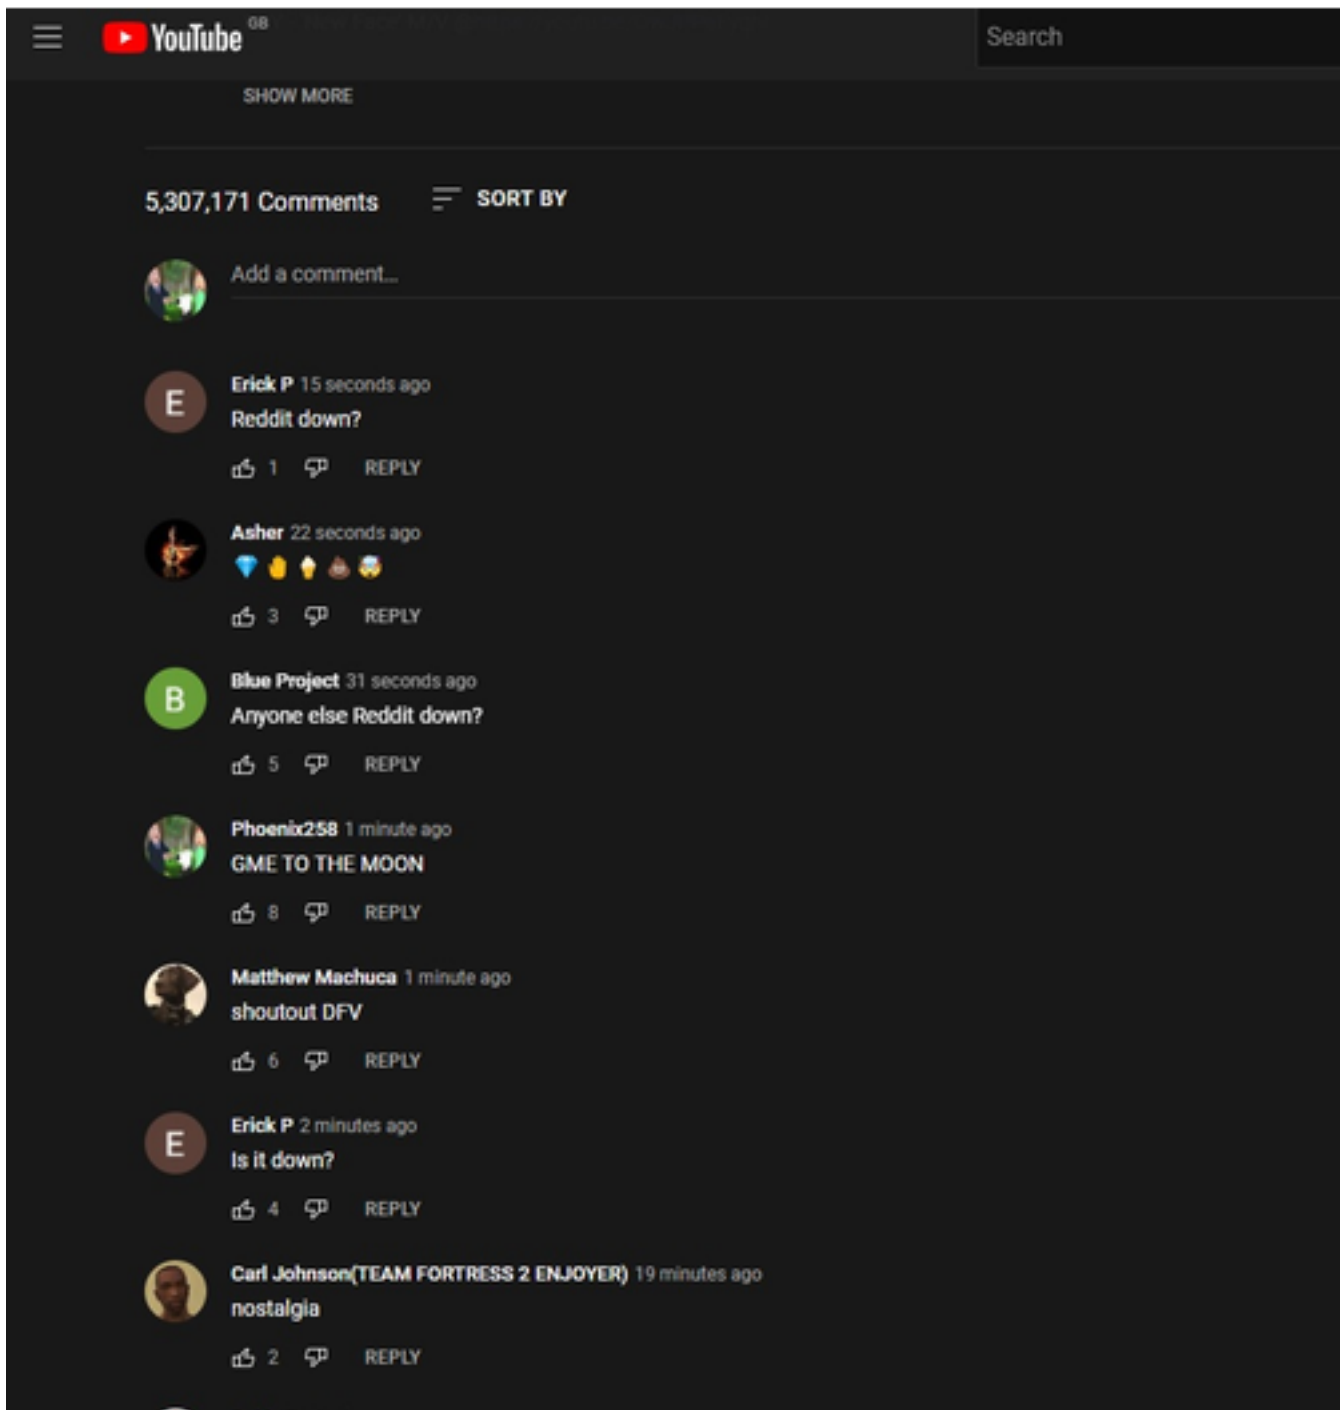 YouTube GB
Search
SHOW MORE
5,307,171 Comments SORT BY
Add a comment...
E
Erick P 15 seconds ago
Reddit down?
1 REPLY
Asher 22 seconds ago
💎🤚🍦💩🤯
3 REPLY
B
Blue Project 31 seconds ago
Anyone else Reddit down?
5 REPLY
Phoenix258 1 minute ago
GME TO THE MOON
8 REPLY
Matthew Machuca 1 minute ago
shoutout DFV
6 REPLY
E
Erick P 2 minutes ago
Is it down?
4 REPLY
Carl Johnson(TEAM FORTRESS 2 ENJOYER) 19 minutes ago
nostalgia
2 REPLY